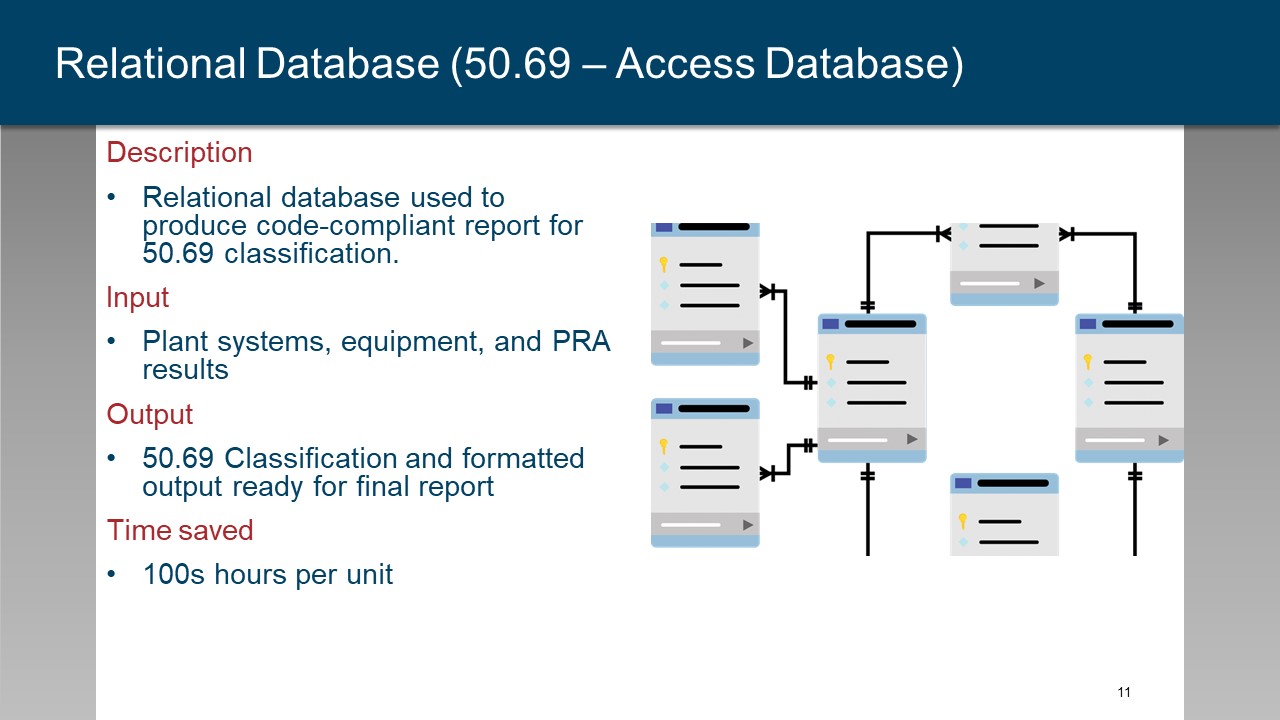 Relational Database (50.69 – Access Database)
Description
• Relational database used to
produce code-compliant report for
50.69 classification.
Input
• Plant systems, equipment, and PRA
results
Output
• 50.69 Classification and formatted
output ready for final report
Time saved
• 100s hours per unit
11